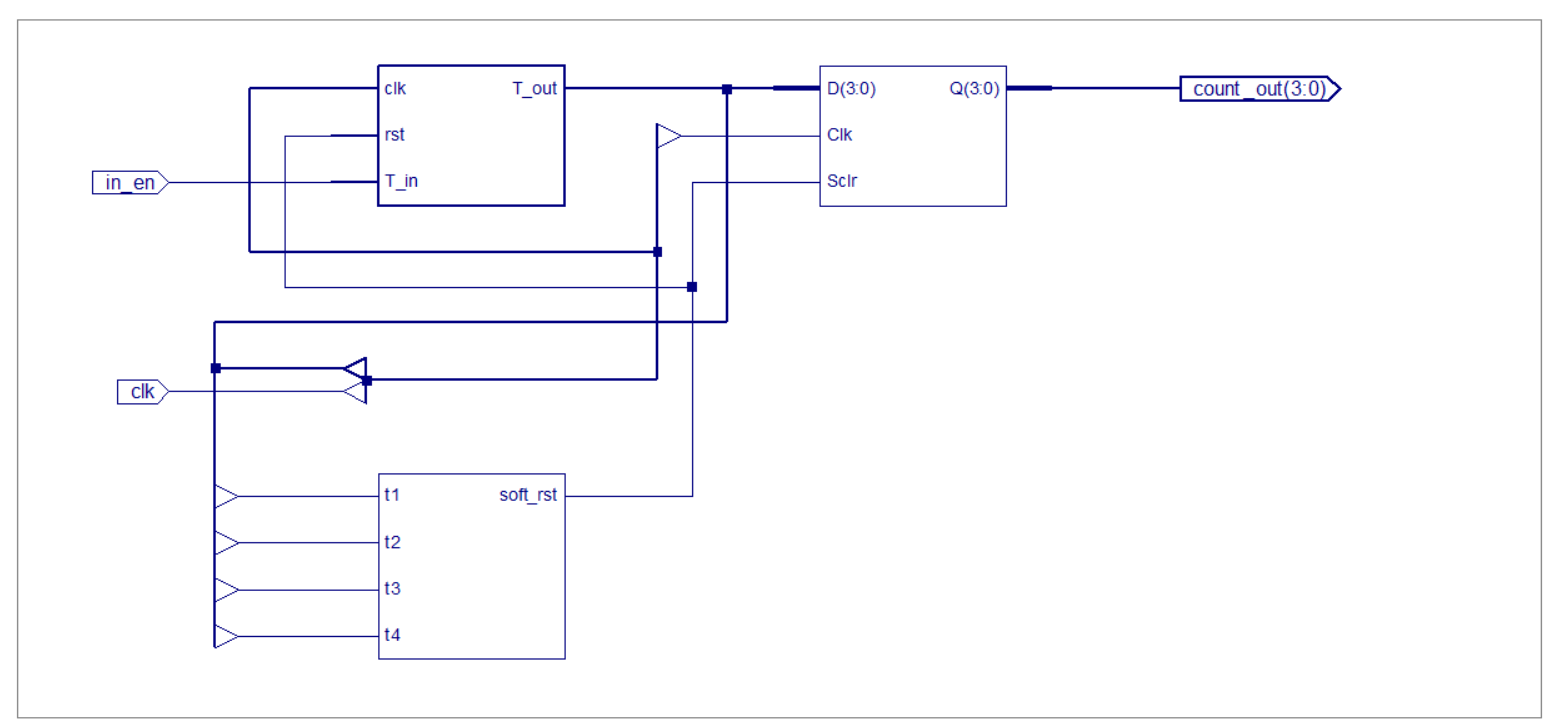 clk T_out
rst
T_in
in_en
D(3:0) Q(3:0)
Clk
Sclr
count_out(3:0)
clk
t1 soft_rst
t2
t3
t4